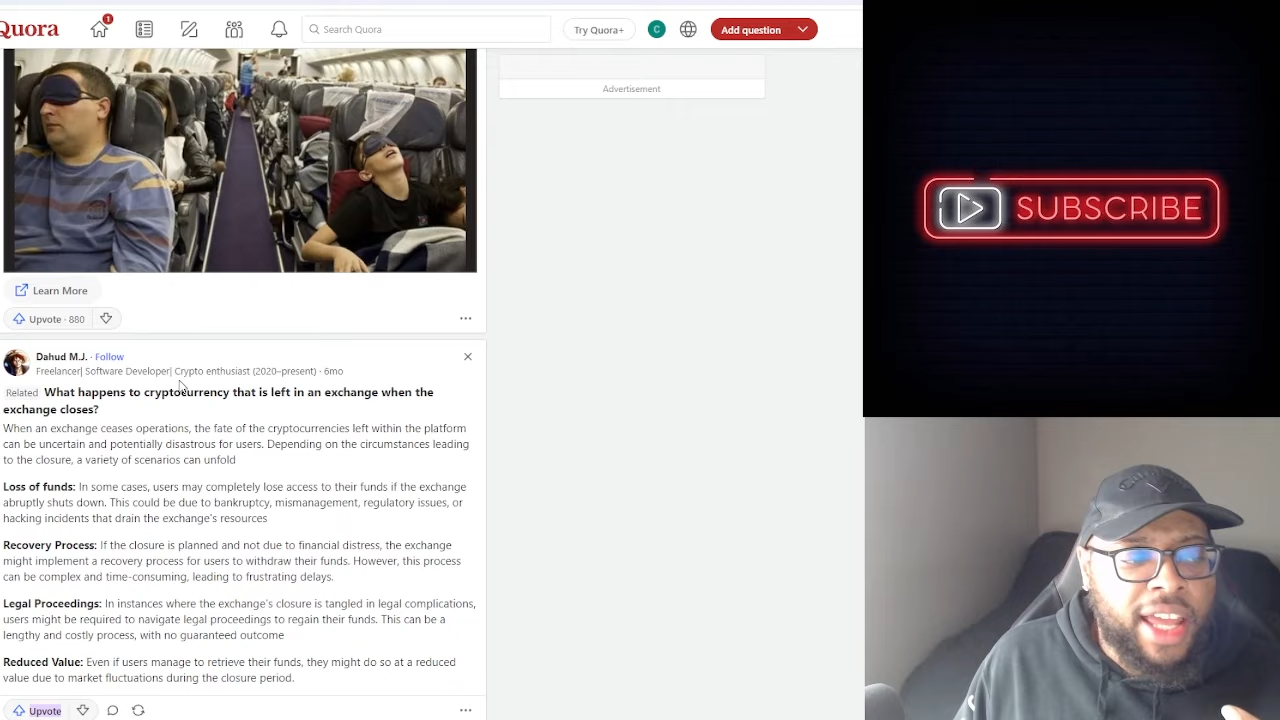 Quora
1
Search Quora
Try Quora+
C
Add question
Advertisement
SUBSCRIBE
Learn More
Upvote · 880
Dahud M.J. · Follow
Freelancer| Software Developer| Crypto enthusiast (2020–present) · 6mo
Related What happens to cryptocurrency that is left in an exchange when the
exchange closes?
When an exchange ceases operations, the fate of the cryptocurrencies left within the platform
can be uncertain and potentially disastrous for users. Depending on the circumstances leading
to the closure, a variety of scenarios can unfold
Loss of funds: In some cases, users may completely lose access to their funds if the exchange
abruptly shuts down. This could be due to bankruptcy, mismanagement, regulatory issues, or
hacking incidents that drain the exchange's resources
Recovery Process: If the closure is planned and not due to financial distress, the exchange
might implement a recovery process for users to withdraw their funds. However, this process
can be complex and time-consuming, leading to frustrating delays.
Legal Proceedings: In instances where the exchange's closure is tangled in legal complications,
users might be required to navigate legal proceedings to regain their funds. This can be a
lengthy and costly process, with no guaranteed outcome
Reduced Value: Even if users manage to retrieve their funds, they might do so at a reduced
value due to market fluctuations during the closure period.
Upvote